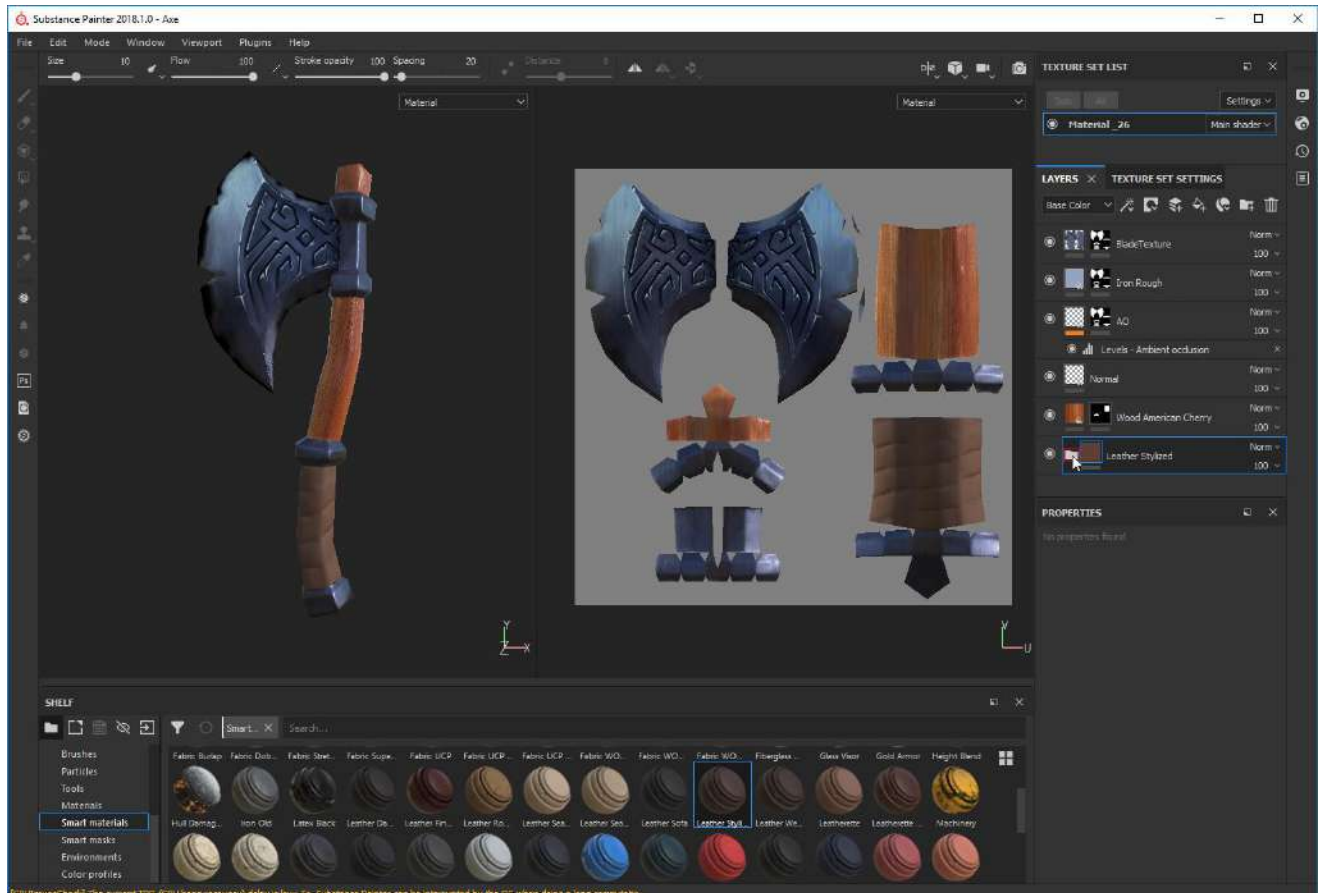 Substance Painter 2018.1.0 - Axe
File Edit Mode Window Viewport Plugins Help
Size 10 Flow 100 Stroke opacity 100 Spacing 20 Distance
Material
Material
TEXTURE SET LIST
Settings
Material_26 Main shader
LAYERS TEXTURE SET SETTINGS
Base Color
BladeTexture Norm
100
Iron Rough Norm
100
AO Norm
100
Levels - Ambient occlusion
Normal Norm
100
Wood American Cherry Norm
100
Leather Stylized Norm
100
PROPERTIES
No properties found
Y
Z X
V
U
SHELF
Smart... Search...
Brushes
Particles
Tools
Materials
Smart materials
Smart masks
Environments
Color profiles
Fabric Burlap Fabric Dob... Fabric Stret... Fabric Supe... Fabric UCP Fabric UCP ... Fabric UCP ... Fabric WO... Fabric WO... Fabric WO... Fiberglass ... Glass Visor Gold Armor Height Blend
Hull Damag... Iron Old Latex Black Leather Da... Leather Fin... Leather Ro... Leather Sea... Leather Sea... Leather Sofa Leather Styli... Leather We... Leatherette Leatherette ... Machinery